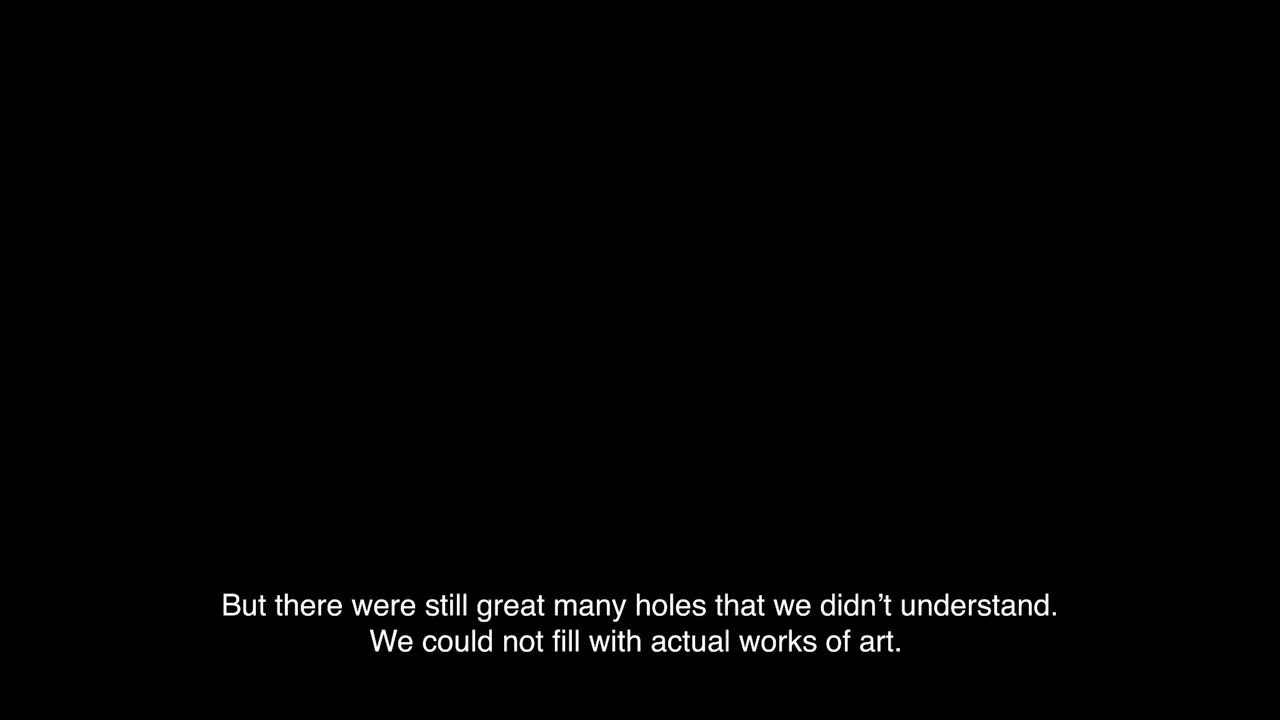 But there were still great many holes that we didn’t understand.
We could not fill with actual works of art.